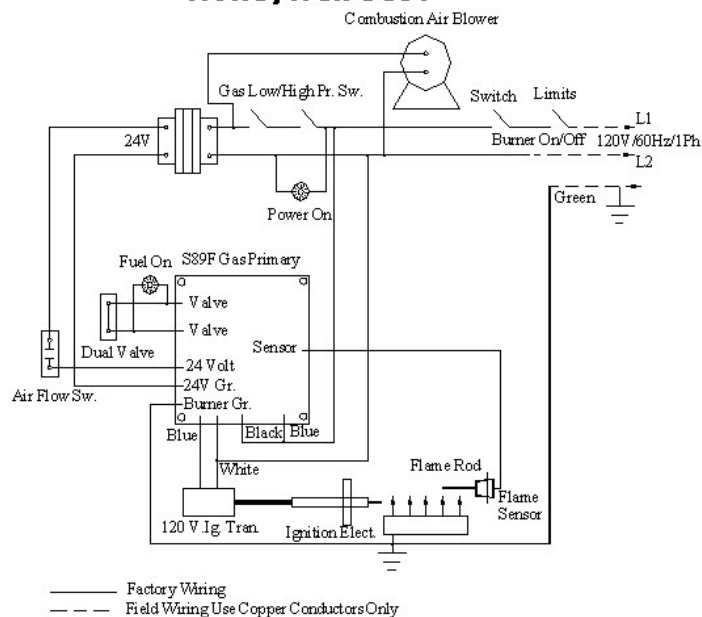 Combustion Air Blower
Gas Low/High Pr. Sw.
Switch
Limits
L1
24V
Burner On/Off
120V/60Hz/1Ph
L2
Power On
Green
Fuel On
S89F Gas Primary
Valve
Valve
Dual Valve
Sensor
24 Volt
24V Gr.
Air Flow Sw.
Burner Gr.
Blue
Black
Blue
White
Flame Rod
Flame
Sensor
120 V.Ig. Tran.
Ignition Elect.
Factory Wiring
Field Wiring Use Copper Conductors Only